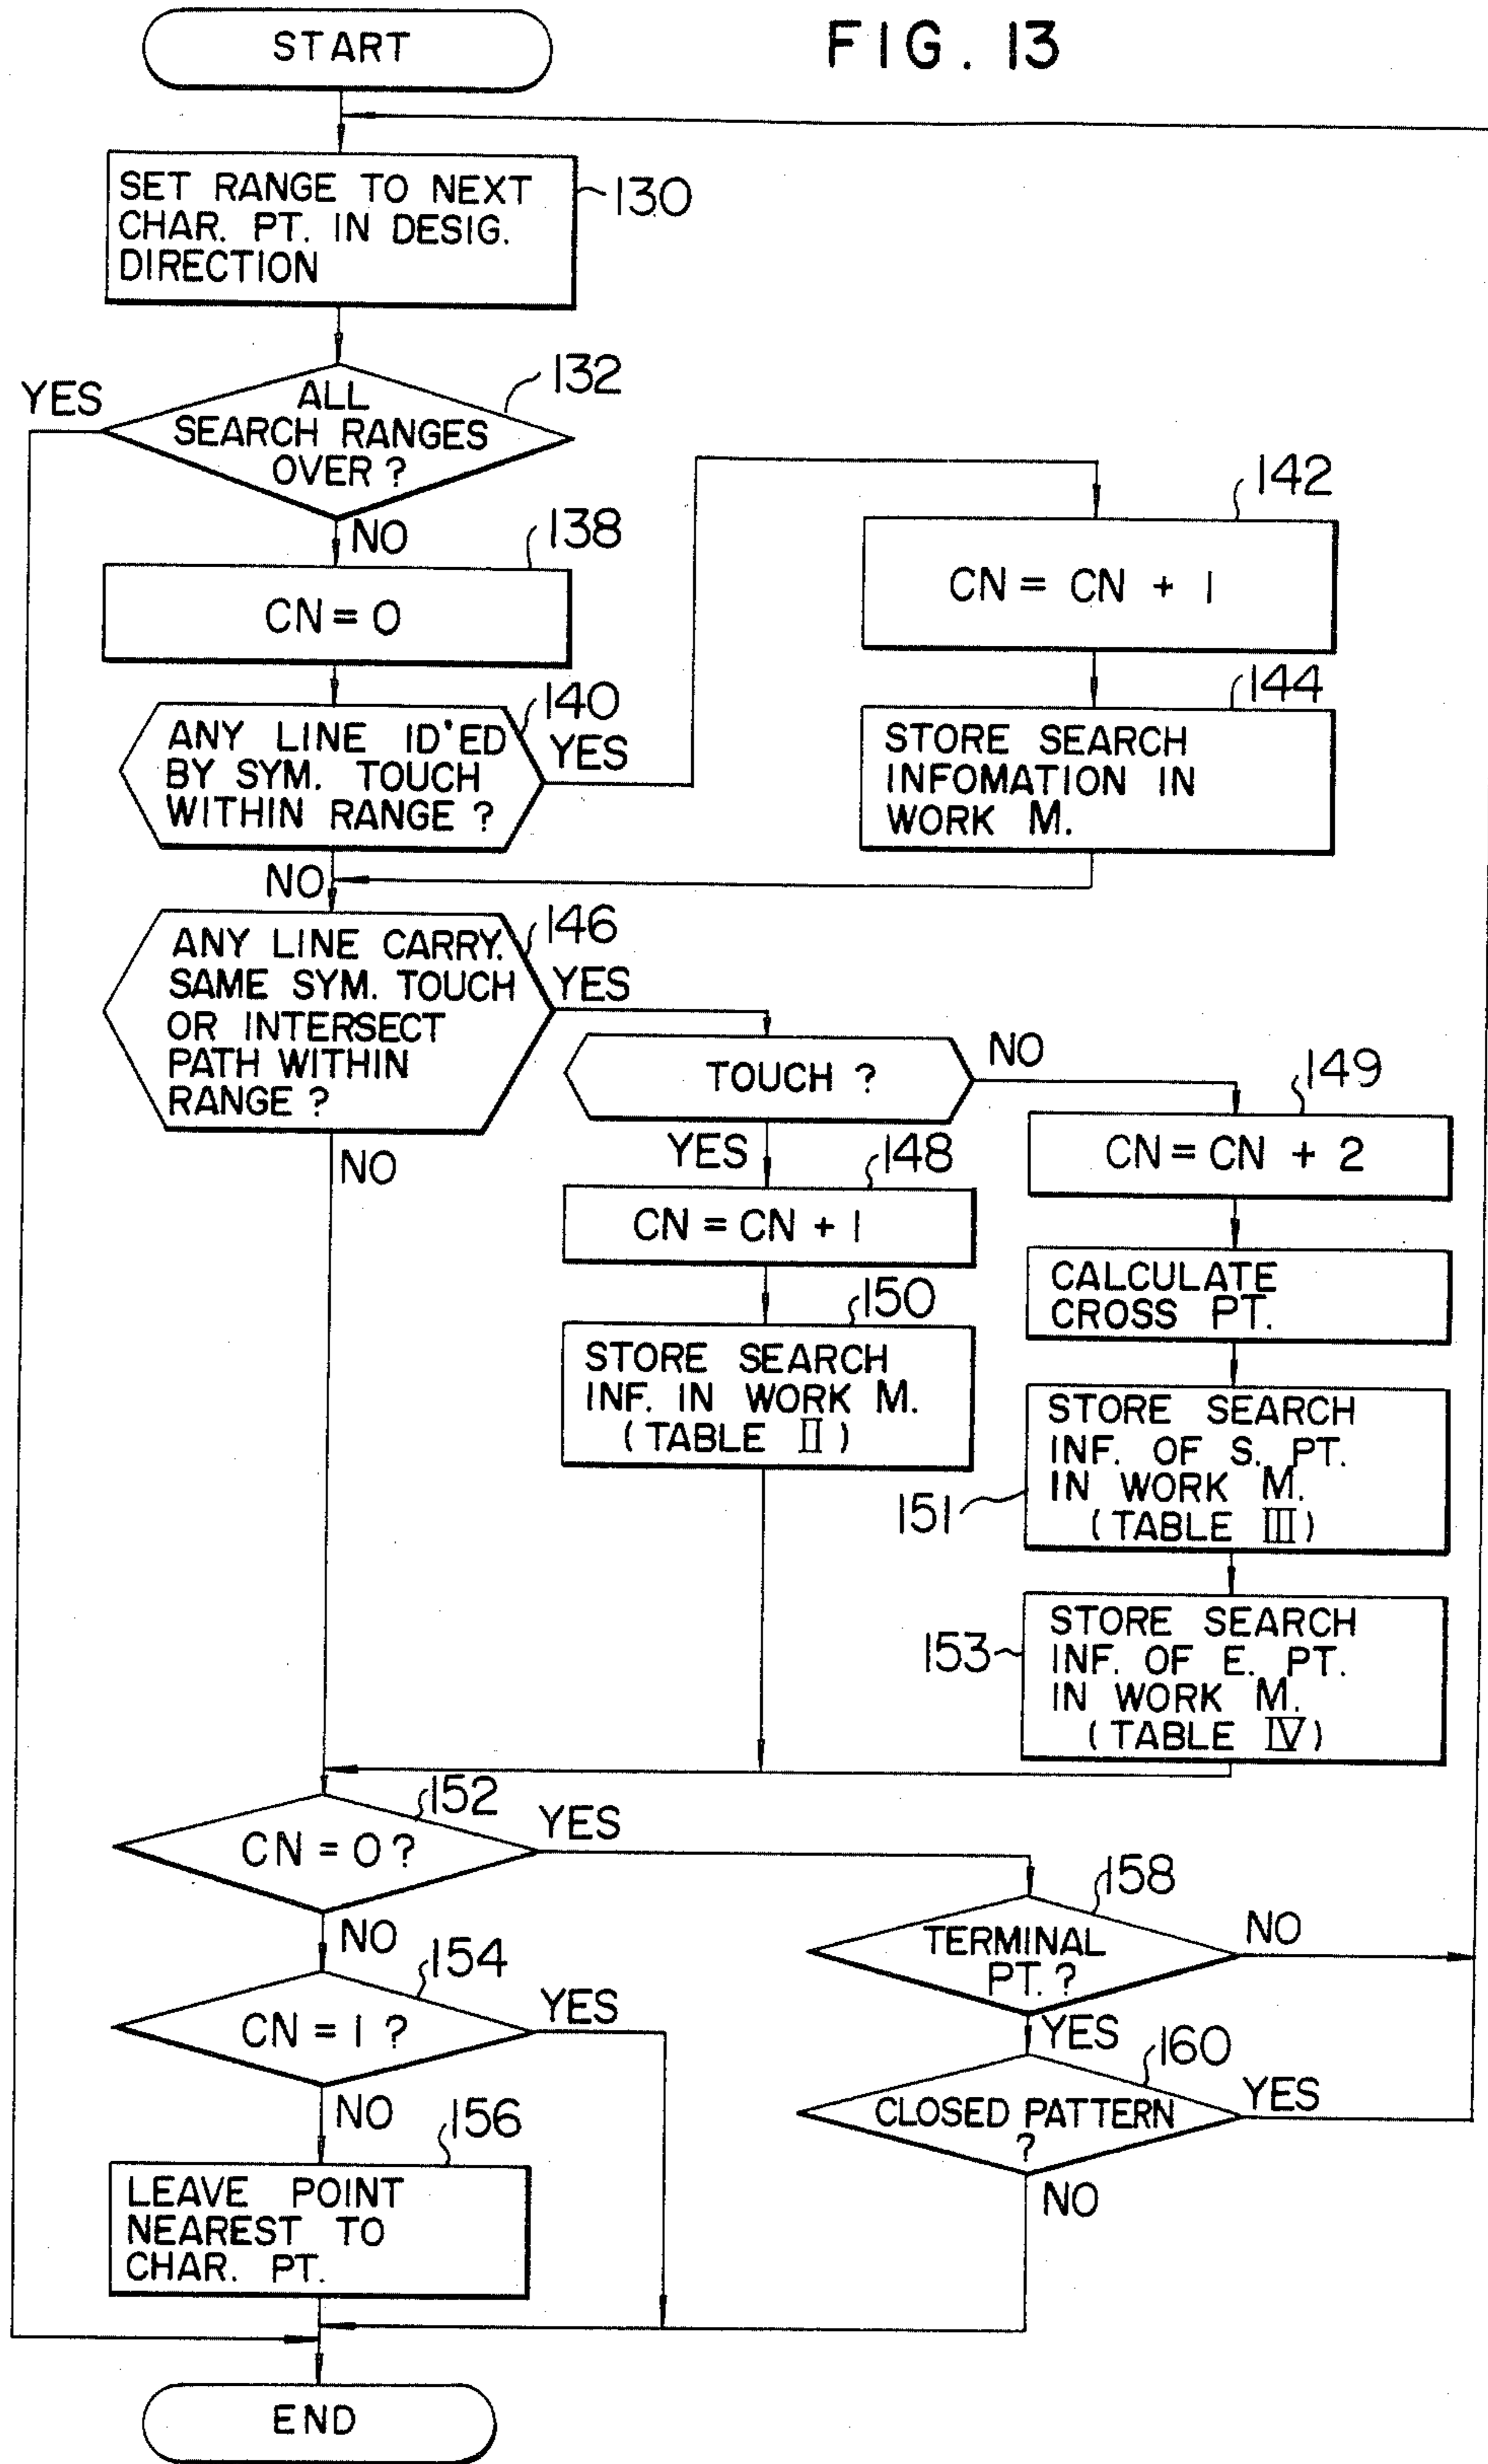 FIG. 13
START
SET RANGE TO NEXT
CHAR. PT. IN DESIG.
DIRECTION
130
ALL
SEARCH RANGES
OVER ?
132
YES
NO
138
CN = 0
142
CN = CN + 1
140
ANY LINE ID'ED
BY SYM. TOUCH
WITHIN RANGE ?
YES
NO
144
STORE SEARCH
INFOMATION IN
WORK M.
146
ANY LINE CARRY.
SAME SYM. TOUCH
OR INTERSECT
PATH WITHIN
RANGE ?
YES
NO
TOUCH ?
NO
YES
149
CN = CN + 2
148
CN = CN + 1
CALCULATE
CROSS PT.
150
STORE SEARCH
INF. IN WORK M.
(TABLE II)
151
STORE SEARCH
INF. OF S. PT.
IN WORK M.
(TABLE III)
153
STORE SEARCH
INF. OF E. PT.
IN WORK M.
(TABLE IV)
152
CN = 0 ?
YES
NO
158
TERMINAL
PT. ?
NO
YES
154
CN = 1 ?
YES
NO
160
CLOSED PATTERN
?
YES
NO
156
LEAVE POINT
NEAREST TO
CHAR. PT.
END